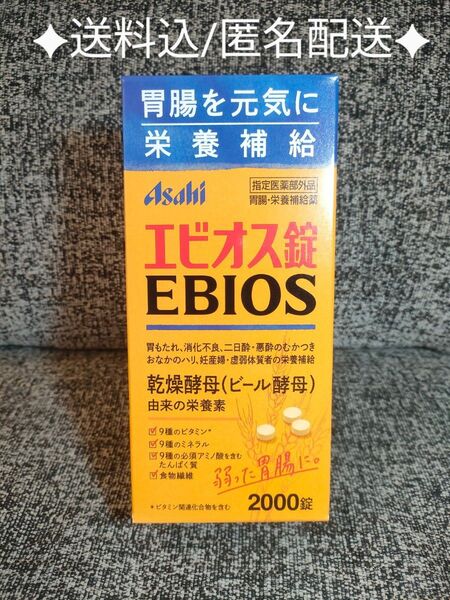 ✦送料込/匿名配送✦
胃腸を元気に
栄養補給
Asahi
指定医薬部外品
胃腸・栄養補給薬
エビオス錠
EBIOS
胃もたれ、消化不良、二日酔・悪酔のむかつき
おなかのハリ、妊産婦・虚弱体質者の栄養補給
乾燥酵母(ビール酵母)
由来の栄養素
9種のビタミン*
9種のミネラル
9種の必須アミノ酸を含む
たんぱく質
食物繊維
弱った胃腸に。
*ビタミン関連化合物を含む
2000錠